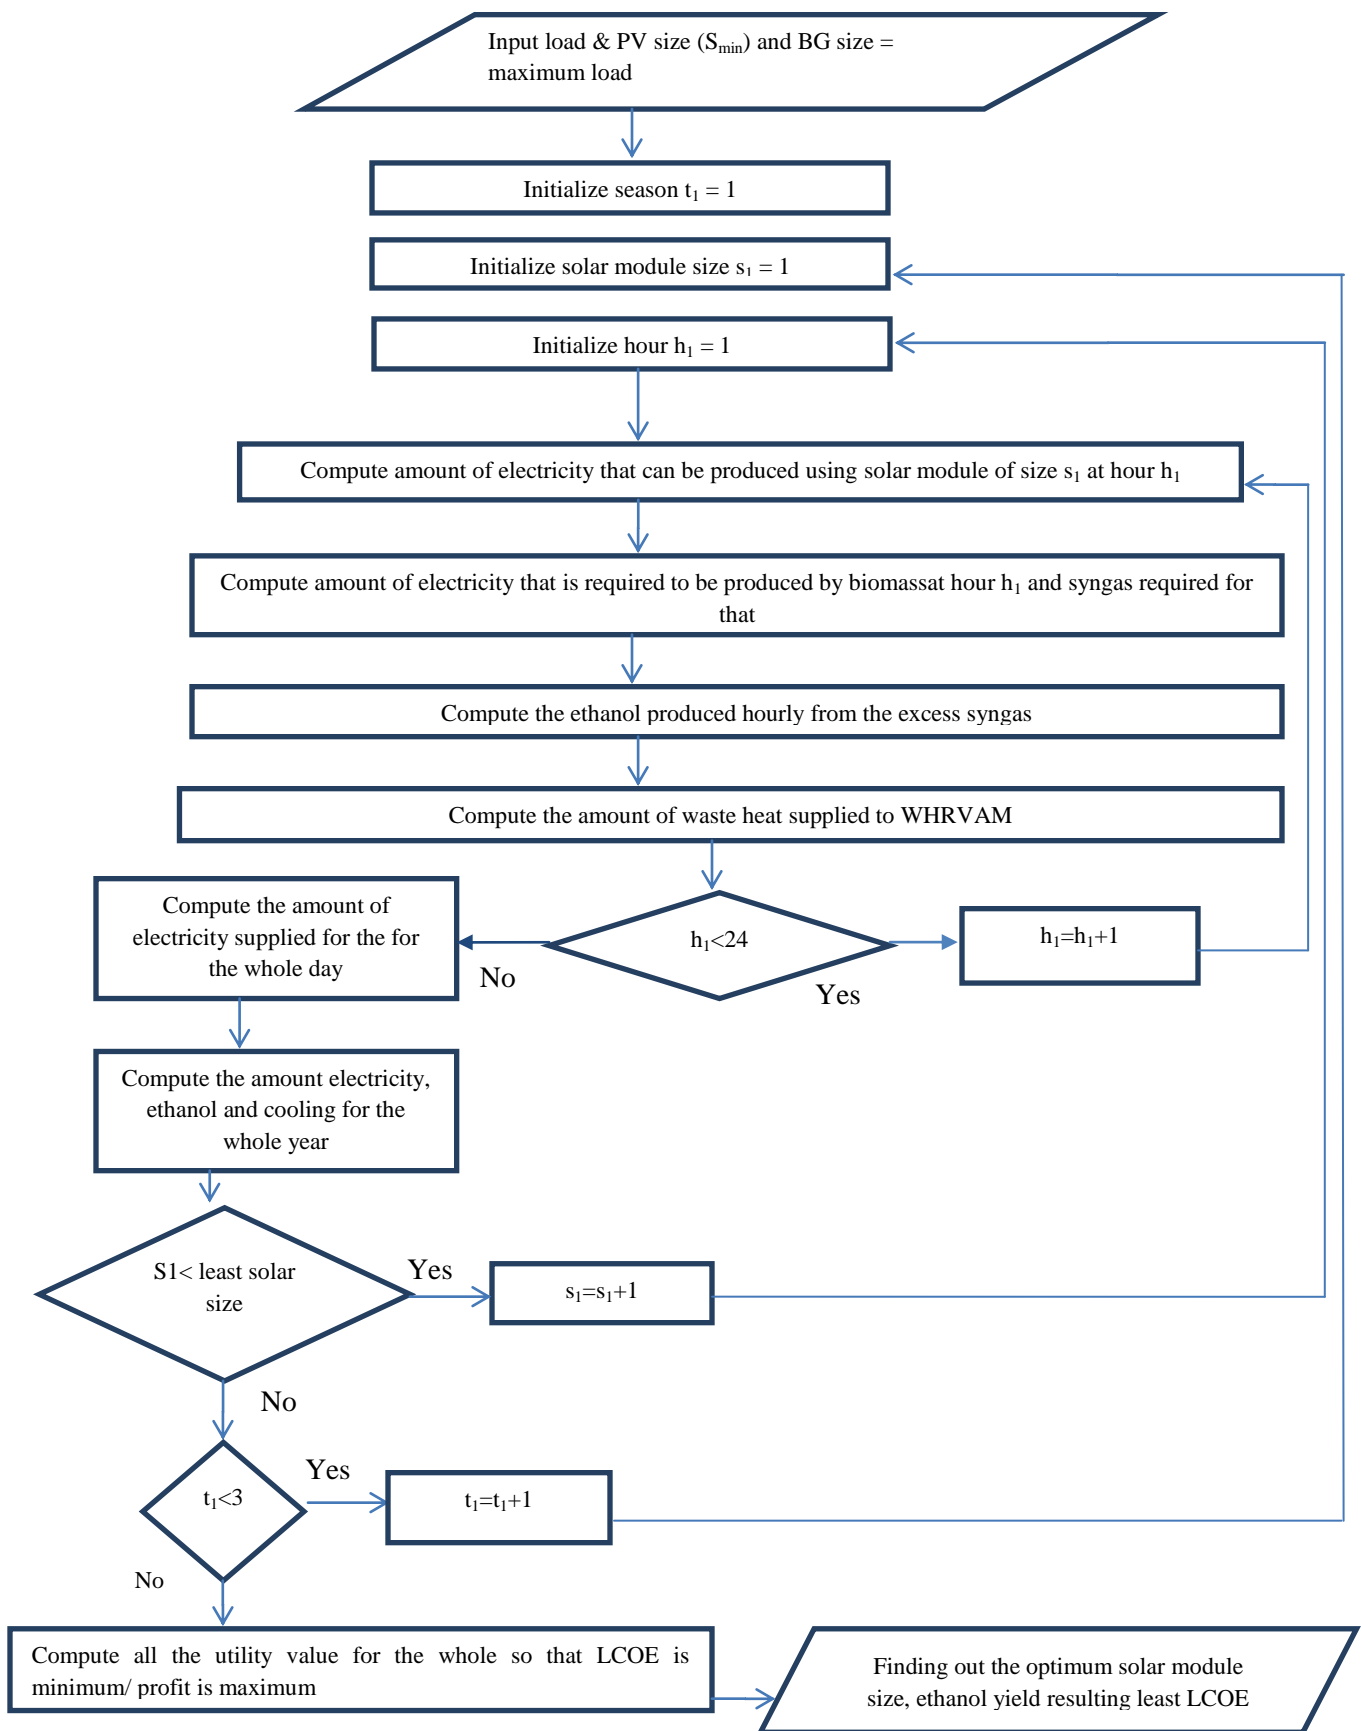 Input load & PV size (Smin) and BG size =
maximum load
Initialize season t1 = 1
Initialize solar module size s1 = 1
Initialize hour h1 = 1
Compute amount of electricity that can be produced using solar module of size s1 at hour h1
Compute amount of electricity that is required to be produced by biomassat hour h1 and syngas required for
that
Compute the ethanol produced hourly from the excess syngas
Compute the amount of waste heat supplied to WHRVAM
Compute the amount of
electricity supplied for the for
the whole day
h1<24
h1=h1+1
No
Yes
Compute the amount electricity,
ethanol and cooling for the
whole year
S1< least solar
size
Yes
s1=s1+1
No
t1<3
Yes
t1=t1+1
No
Compute all the utility value for the whole so that LCOE is
minimum/ profit is maximum
Finding out the optimum solar module
size, ethanol yield resulting least LCOE